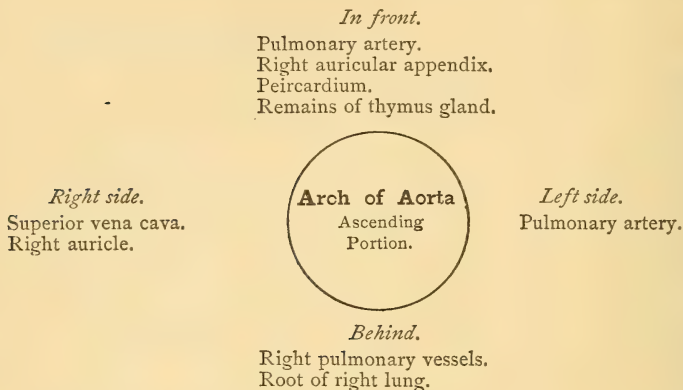 In front.
Pulmonary artery.
Right auricular appendix.
Peircardium.
Remains of thymus gland.
Right side.
Superior vena cava.
Right auricle.
Arch of Aorta
Ascending
Portion.
Left side.
Pulmonary artery.
Behind.
Right pulmonary vessels.
Root of right lung.